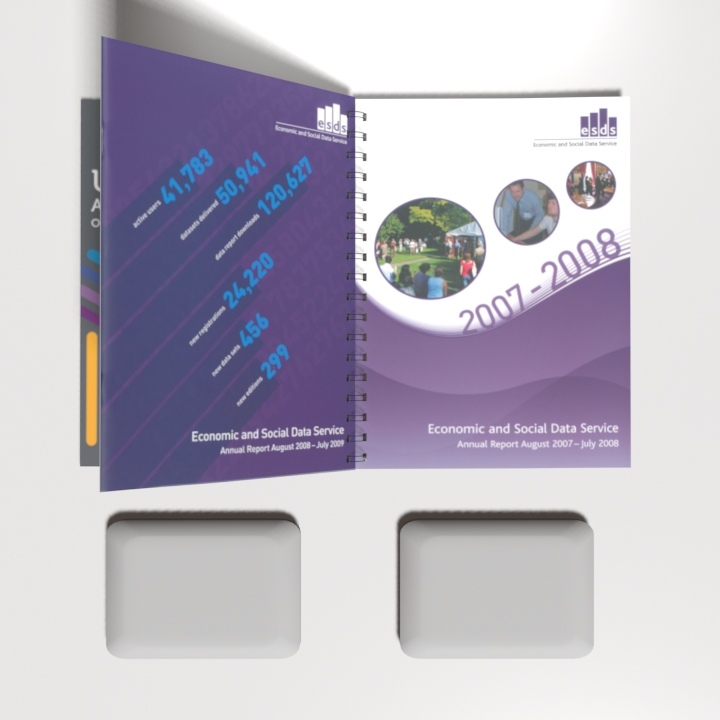 esds
Economic and Social Data Service
active users 41,783
datasets delivered 50,941
data report downloads 120,627
new registrations 24,220
new data sets 456
new editions 299
Economic and Social Data Service
Annual Report August 2008 – July 2009
esds
Economic and Social Data Service
2007-2008
Economic and Social Data Service
Annual Report August 2007 – July 2008